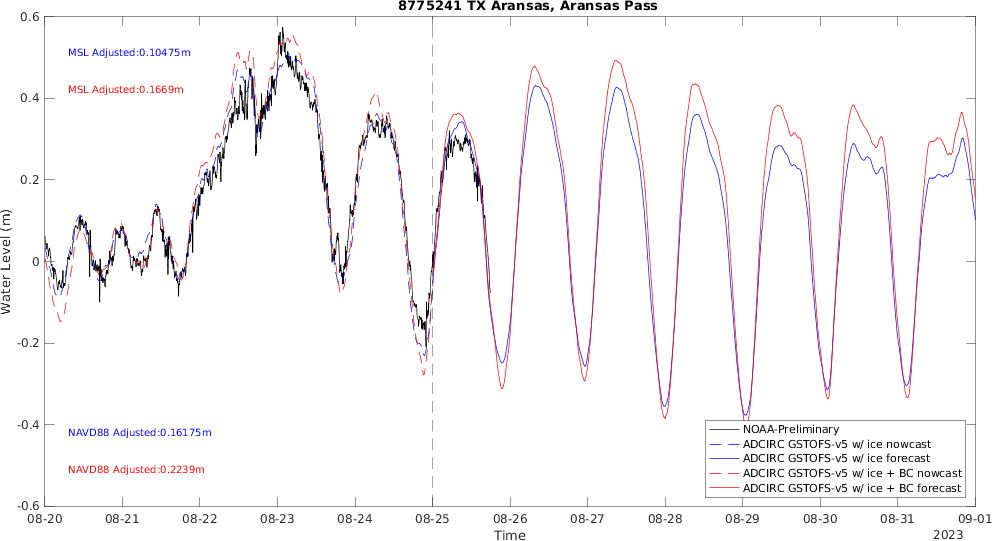 8775241 TX Aransas, Aransas Pass
0.6
0.4
0.2
0
-0.2
-0.4
-0.6
Water Level (m)
MSL Adjusted:0.10475m
MSL Adjusted:0.1669m
NAVD88 Adjusted:0.16175m
NAVD88 Adjusted:0.2239m
NOAA-Preliminary
ADCIRC GSTOFS-v5 w/ ice nowcast
ADCIRC GSTOFS-v5 w/ ice forecast
ADCIRC GSTOFS-v5 w/ ice + BC nowcast
ADCIRC GSTOFS-v5 w/ ice + BC forecast
08-20 08-21 08-22 08-23 08-24 08-25 08-26 08-27 08-28 08-29 08-30 08-31 09-01
Time
2023